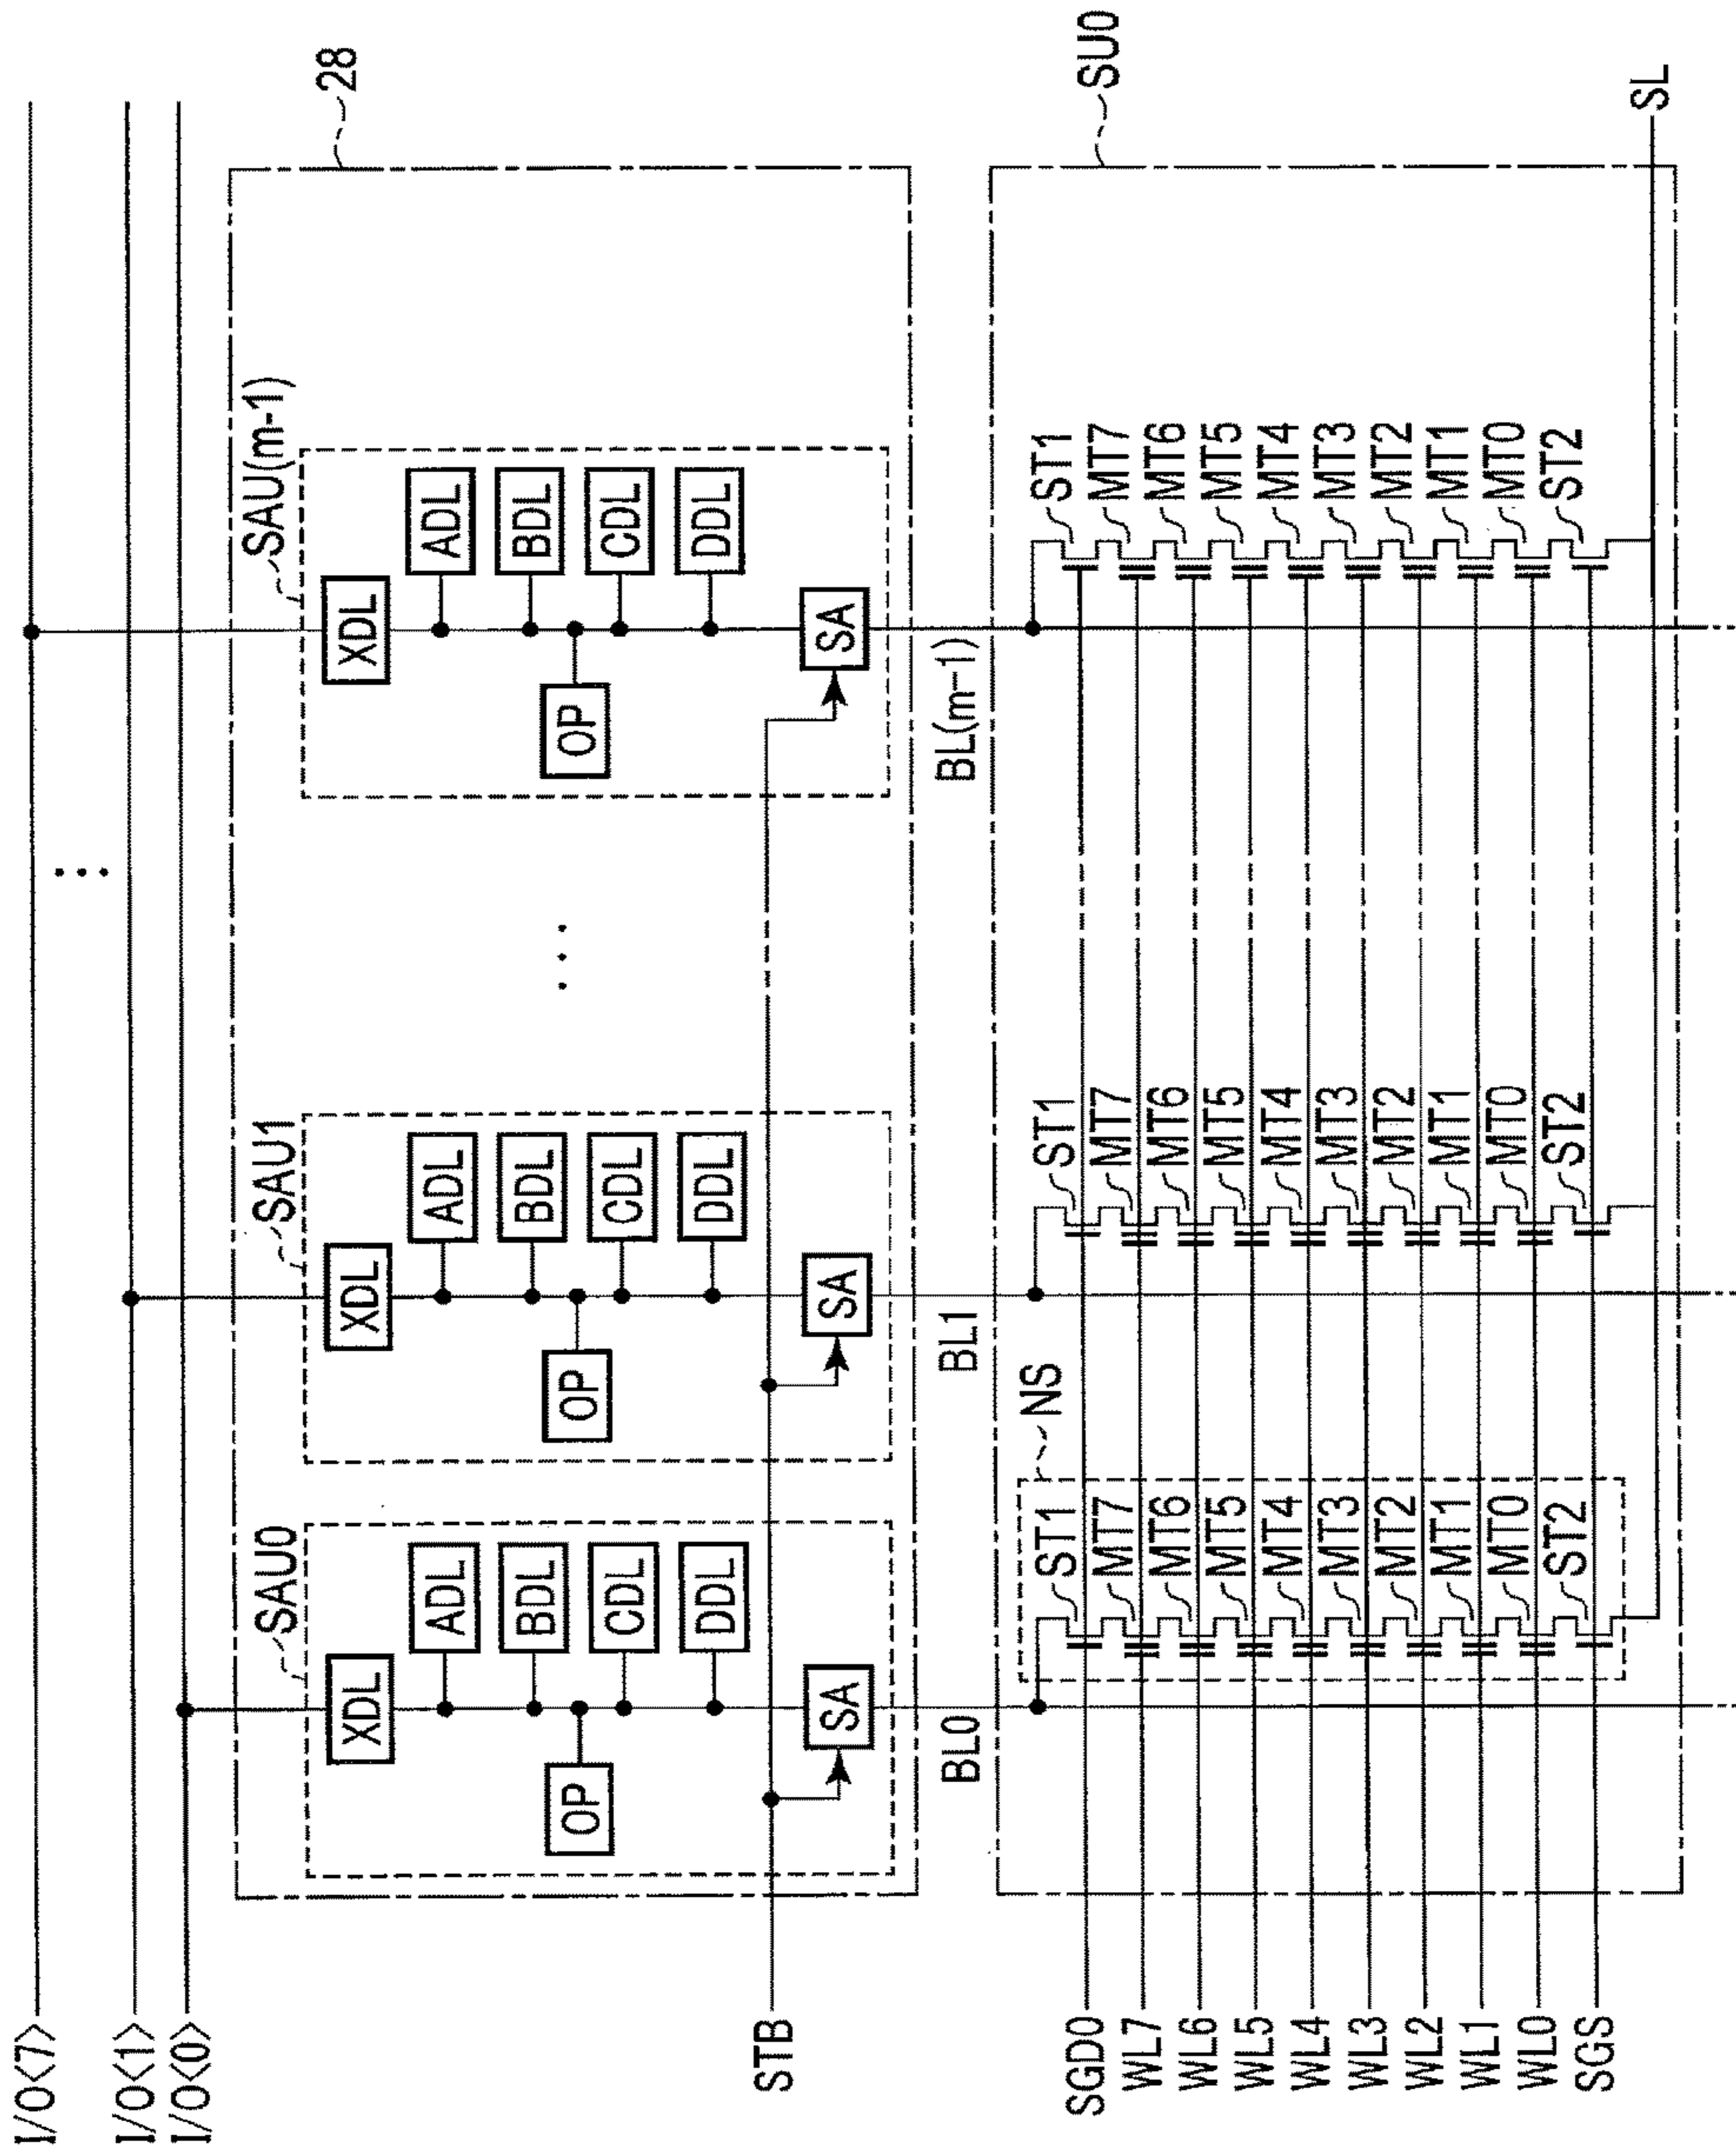 I/O<7>
I/O<1>
I/O<0>
28
SAU0
SAU1
SAU(m-1)
XDL
XDL
XDL
ADL
ADL
ADL
BDL
BDL
BDL
OP
OP
OP
CDL
CDL
CDL
DDL
DDL
DDL
STB
SA
SA
SA
BL0
BL1
BL(m-1)
SU0
NS
SGD0
ST1
ST1
ST1
WL7
MT7
MT7
MT7
WL6
MT6
MT6
MT6
WL5
MT5
MT5
MT5
WL4
MT4
MT4
MT4
WL3
MT3
MT3
MT3
WL2
MT2
MT2
MT2
WL1
MT1
MT1
MT1
WL0
MT0
MT0
MT0
SGS
ST2
ST2
ST2
SL